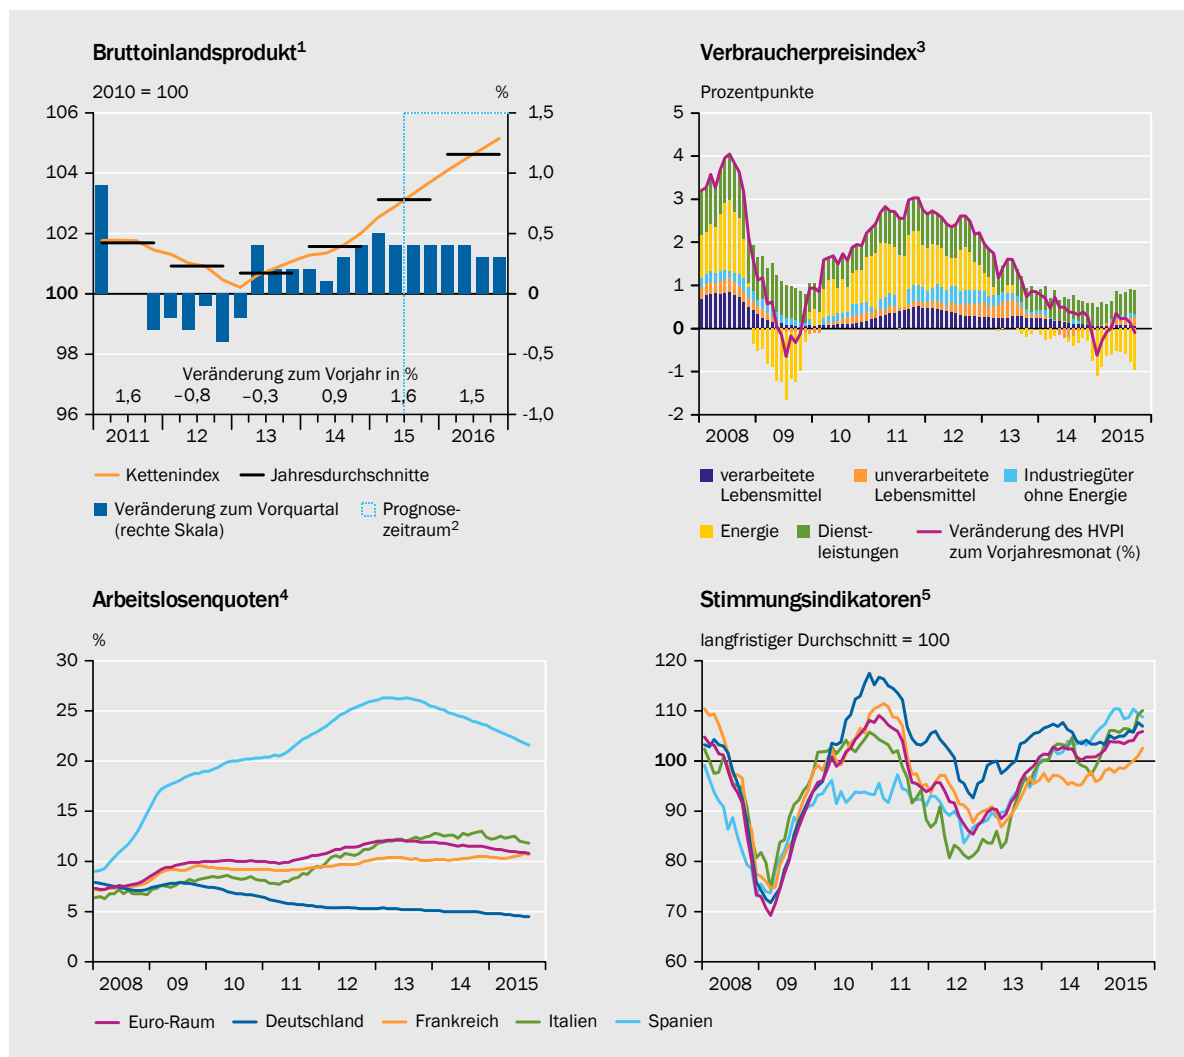 Bruttoinlandsprodukt¹
2010 = 100 %
106 1,5
104 1,0
102 0,5
100 0
98 -0,5
Veränderung zum Vorjahr in %
1,6 –0,8 –0,3 0,9 1,6 1,5
96 -1,0
2011 12 13 14 15 2016
Kettenindex Jahresdurchschnitte
Veränderung zum Vorquartal
(rechte Skala)
Prognose-
zeitraum²
Verbraucherpreisindex³
Prozentpunkte
5
4
3
2
1
0
-1
-2
2008 09 10 11 12 13 14 2015
verarbeitete
Lebensmittel
unverarbeitete
Lebensmittel
Industriegüter
ohne Energie
Energie
Dienst-
leistungen
Veränderung des HVPI
zum Vorjahresmonat (%)
Arbeitslosenquoten⁴
%
30
25
20
15
10
5
0
2008 09 10 11 12 13 14 2015
Stimmungsindikatoren⁵
langfristiger Durchschnitt = 100
120
110
100
90
80
70
60
2008 09 10 11 12 13 14 2015
Euro-Raum Deutschland Frankreich Italien Spanien